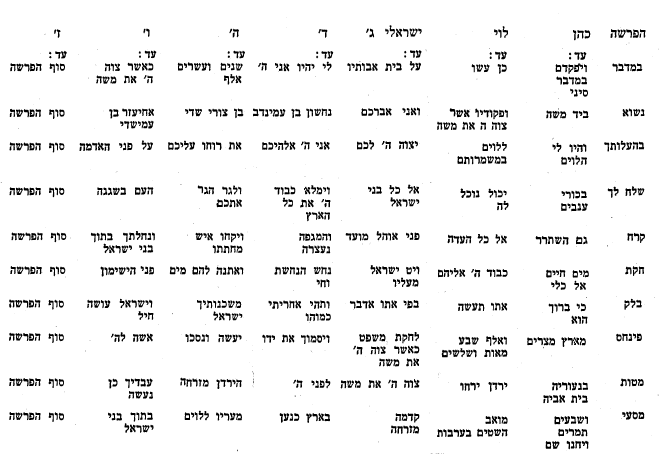 הפרשה כהן לוי ישראלי ג' ד' ה' ו' ז'
עד: עד: עד: עד: עד: עד: עד:
במדבר ויפקדם כן עשו על בית אבותיו לי יהיו אני ה' שנים ועשרים כאשר צוה סוף הפרשה
במדבר אלף ה' את משה
סיני
נשוא ביד משה ופקודיו אשר ואני אברכם נחשון בן עמינדב בן צורי שדי אחיעזר בן סוף הפרשה
צוה ה את משה עמישדי
בהעלותך והיו לי ללוים יצוה ה' לכם אני ה' אלהיכם את רוחו עליכם על פני האדמה סוף הפרשה
הלוים במשמרותם
שלח לך בכורי יכול נוכל אל כל בני וימלא כבוד ולגר הגר העם בשגגה סוף הפרשה
ענבים לה ישראל ה' את כל אתכם
הארץ
קרח גם השתרר אל כל העדה פני אוהל מועד והמגפה ויקחו איש ונחלתך בתוך סוף הפרשה
נעצרה מחתתו בני ישראל
חקת מים חיים כבוד ה' אליהם ויט ישראל נחש הנחשת ואתנה להם מים פני הישימון סוף הפרשה
אל כלי מעליו וחי
בלק כי ברוך אתו תעשה בפי אתו אדבר ותהי אחריתי משכנותיך וישראל עושה סוף הפרשה
הוא כמוהו ישראל חיל
פינחס מארץ מצרים ואלף שבע לחקת משפט ויסמוך את ידו יעשה ונסכו אשה לה' סוף הפרשה
מאות ושלשים כאשר צוה ה'
את משה
מטות בנעוריה ירדן ירחו צוה ה' את משה לפני ה' הירדן מזרחה עבדיך כן סוף הפרשה
בית אביה נעשה
מסעי ושבעים מואב קדמה בארץ כנען מעריו ללוים בתוך בני סוף הפרשה
תמרים השטים בערבות מזרחה ישראל
ויחנו שם